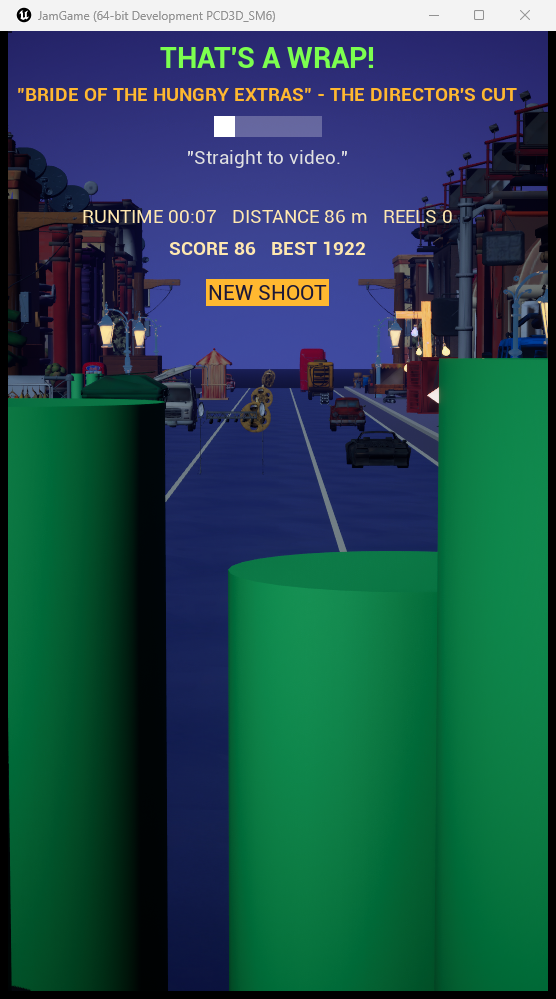 JamGame (64-bit Development PCD3D_SM6)
THAT'S A WRAP!
"BRIDE OF THE HUNGRY EXTRAS" - THE DIRECTOR'S CUT
"Straight to video."
RUNTIME 00:07 DISTANCE 86 m REELS 0
SCORE 86 BEST 1922
NEW SHOOT